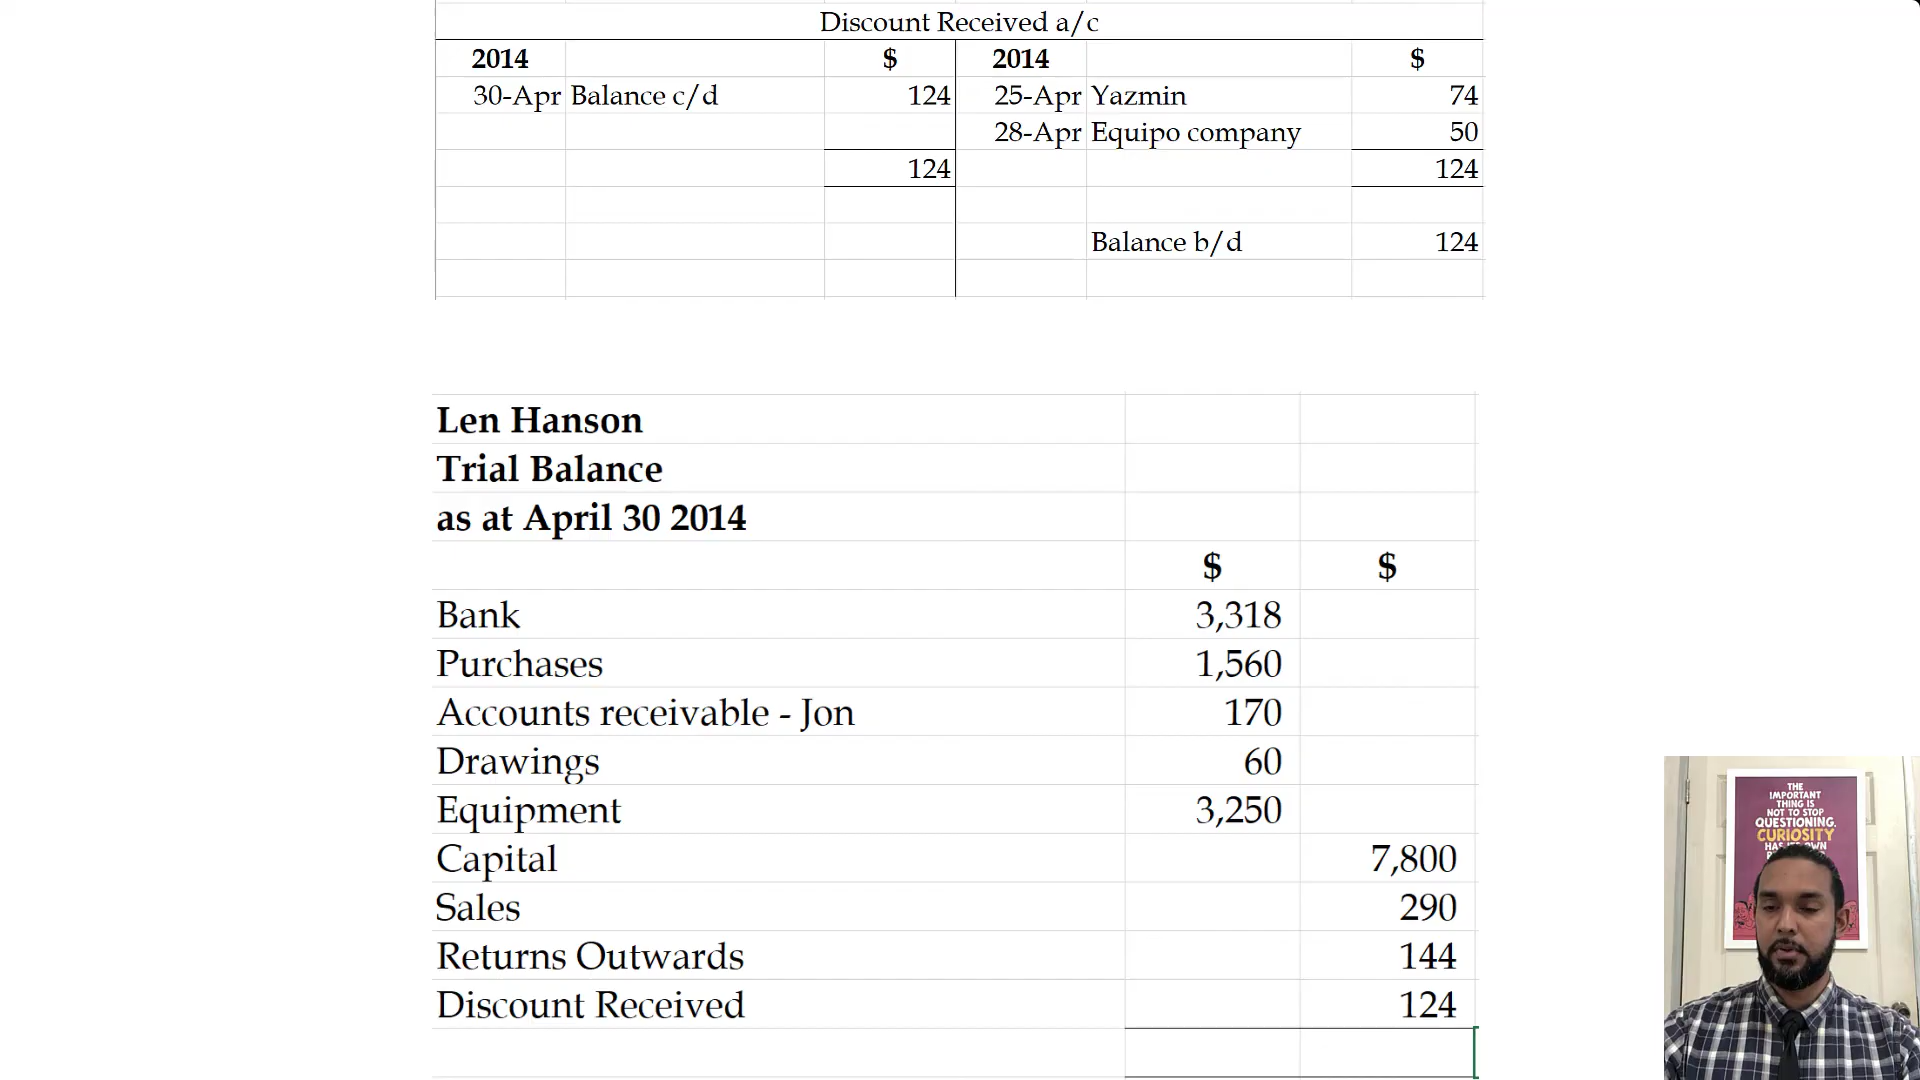 Discount Received a/c
2014 $ 2014 $
30-Apr Balance c/d 124 25-Apr Yazmin 74
28-Apr Equipo company 50
124 124
Balance b/d 124
Len Hanson
Trial Balance
as at April 30 2014
$ $
Bank 3,318
Purchases 1,560
Accounts receivable - Jon 170
Drawings 60
Equipment 3,250
Capital 7,800
Sales 290
Returns Outwards 144
Discount Received 124
THE
IMPORTANT
THING IS
NOT TO STOP
QUESTIONING.
CURIOSITY
HAS OWN